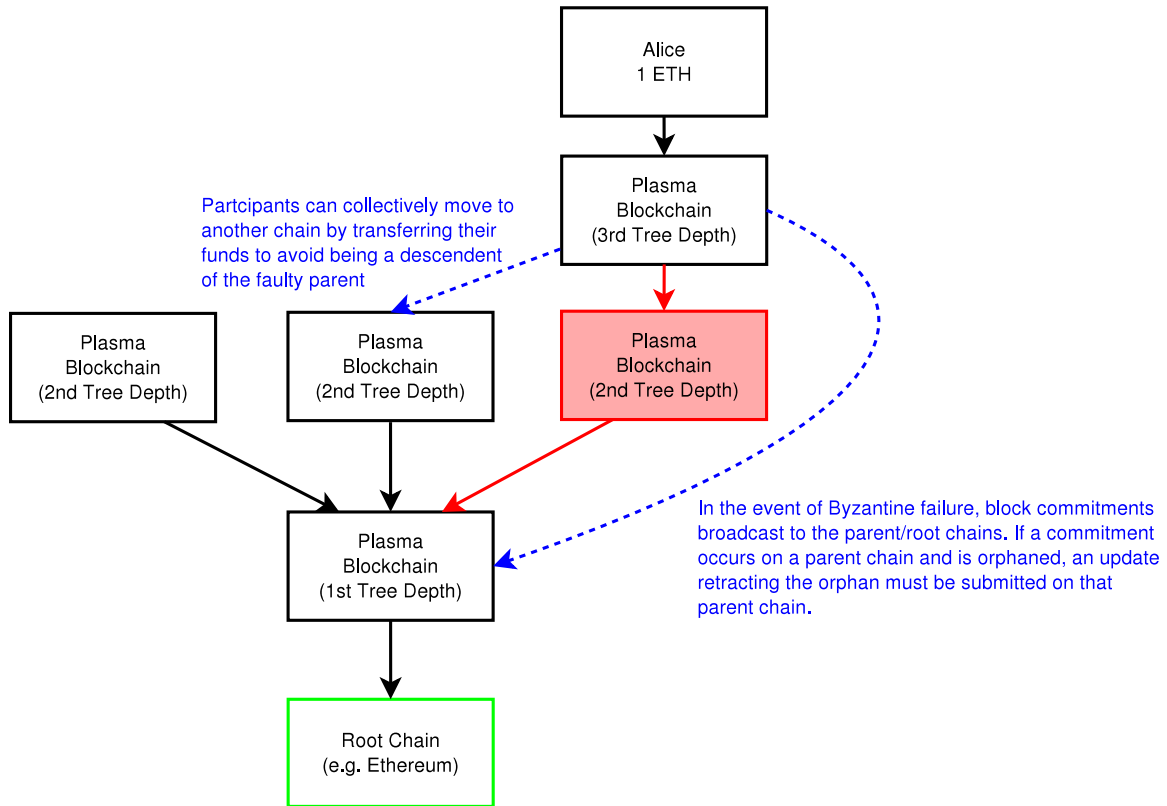 Alice
1 ETH
Plasma
Blockchain
(3rd Tree Depth)
Partcipants can collectively move to
another chain by transferring their
funds to avoid being a descendent
of the faulty parent
Plasma
Blockchain
(2nd Tree Depth)
Plasma
Blockchain
(2nd Tree Depth)
Plasma
Blockchain
(2nd Tree Depth)
In the event of Byzantine failure, block commitments
broadcast to the parent/root chains. If a commitment
occurs on a parent chain and is orphaned, an update
retracting the orphan must be submitted on that
parent chain.
Plasma
Blockchain
(1st Tree Depth)
Root Chain
(e.g. Ethereum)